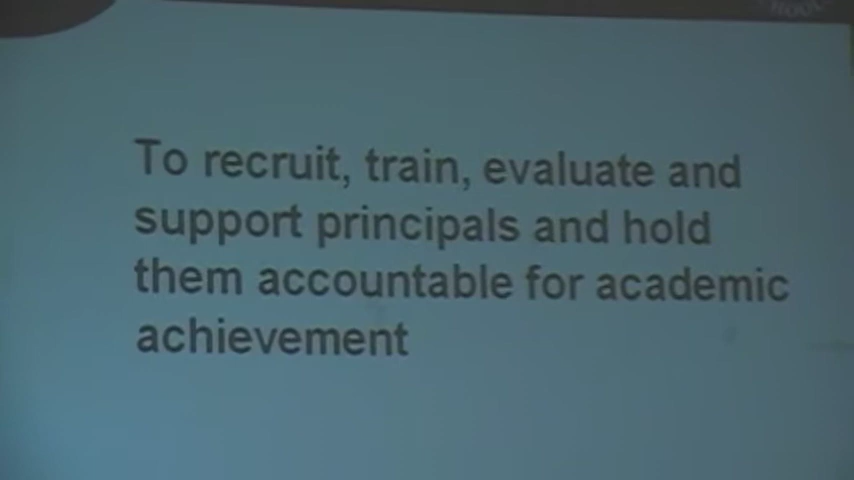 To recruit, train, evaluate and
support principals and hold
them accountable for academic
achievement